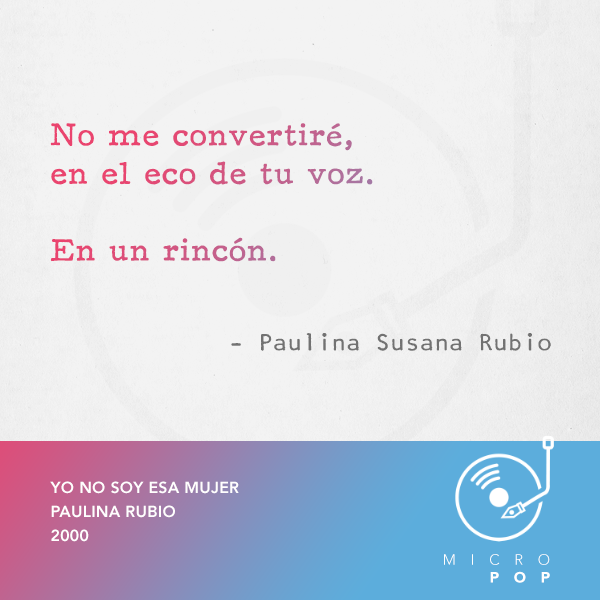 No me convertiré,
en el eco de tu voz.
En un rincón.
– Paulina Susana Rubio
YO NO SOY ESA MUJER
PAULINA RUBIO
2000
MICRO
POP